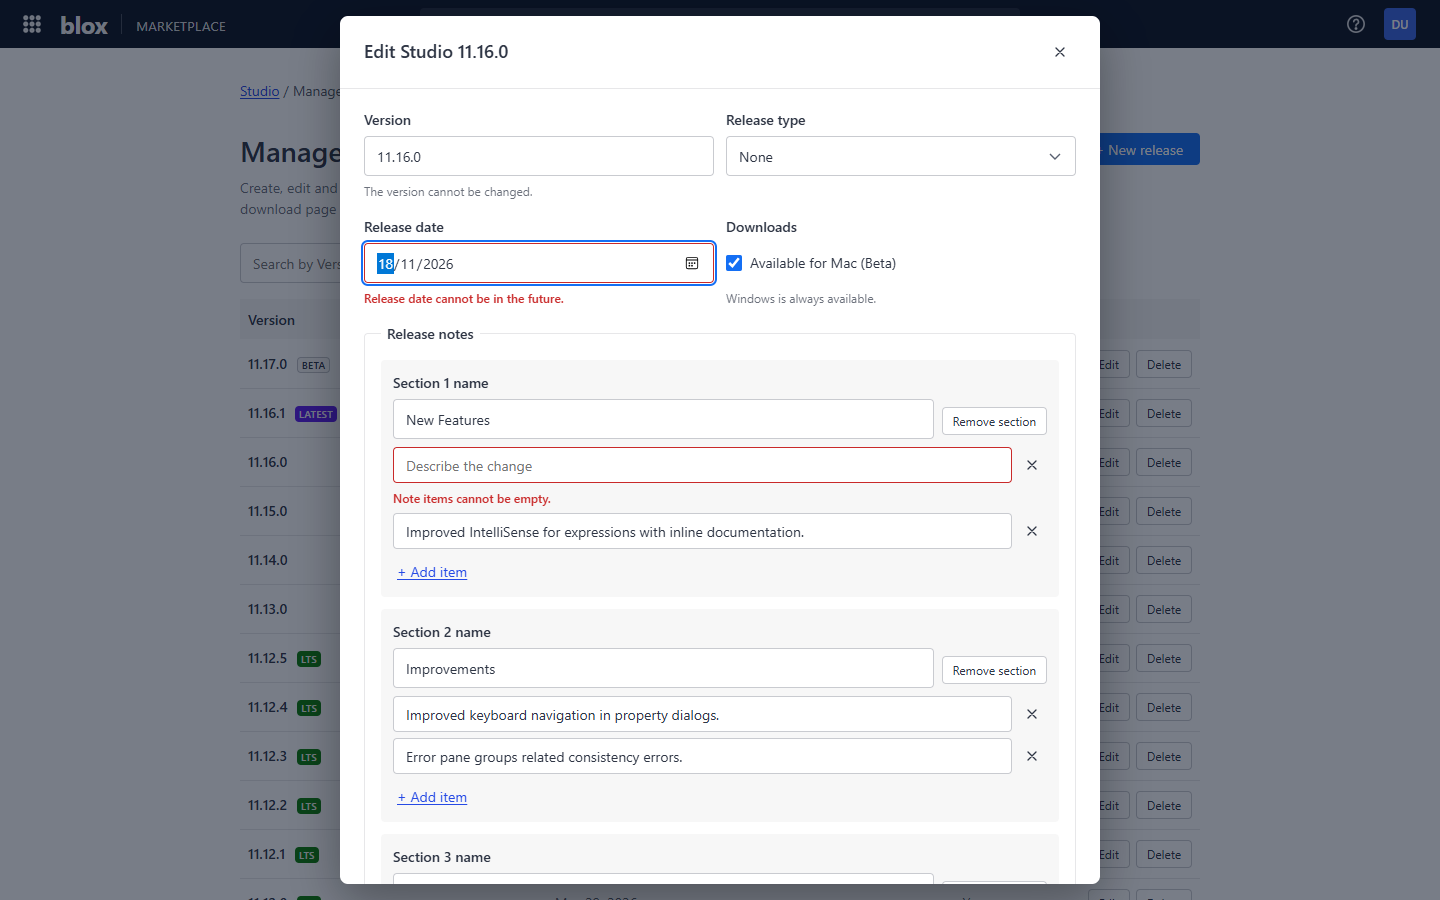 blox MARKETPLACE
DU
Studio / Manage
Manage
Create, edit and
download page
New release
Search by Vers
Version
11.17.0 BETA
11.16.1 LATEST
11.16.0
11.15.0
11.14.0
11.13.0
11.12.5 LTS
11.12.4 LTS
11.12.3 LTS
11.12.2 LTS
11.12.1 LTS
Edit Delete
Edit Delete
Edit Delete
Edit Delete
Edit Delete
Edit Delete
Edit Delete
Edit Delete
Edit Delete
Edit Delete
Edit Delete
Edit Studio 11.16.0
Version
11.16.0
The version cannot be changed.
Release type
None
Release date
18/11/2026
Release date cannot be in the future.
Downloads
Available for Mac (Beta)
Windows is always available.
Release notes
Section 1 name
New Features
Remove section
Describe the change
Note items cannot be empty.
Improved IntelliSense for expressions with inline documentation.
+ Add item
Section 2 name
Improvements
Remove section
Improved keyboard navigation in property dialogs.
Error pane groups related consistency errors.
+ Add item
Section 3 name